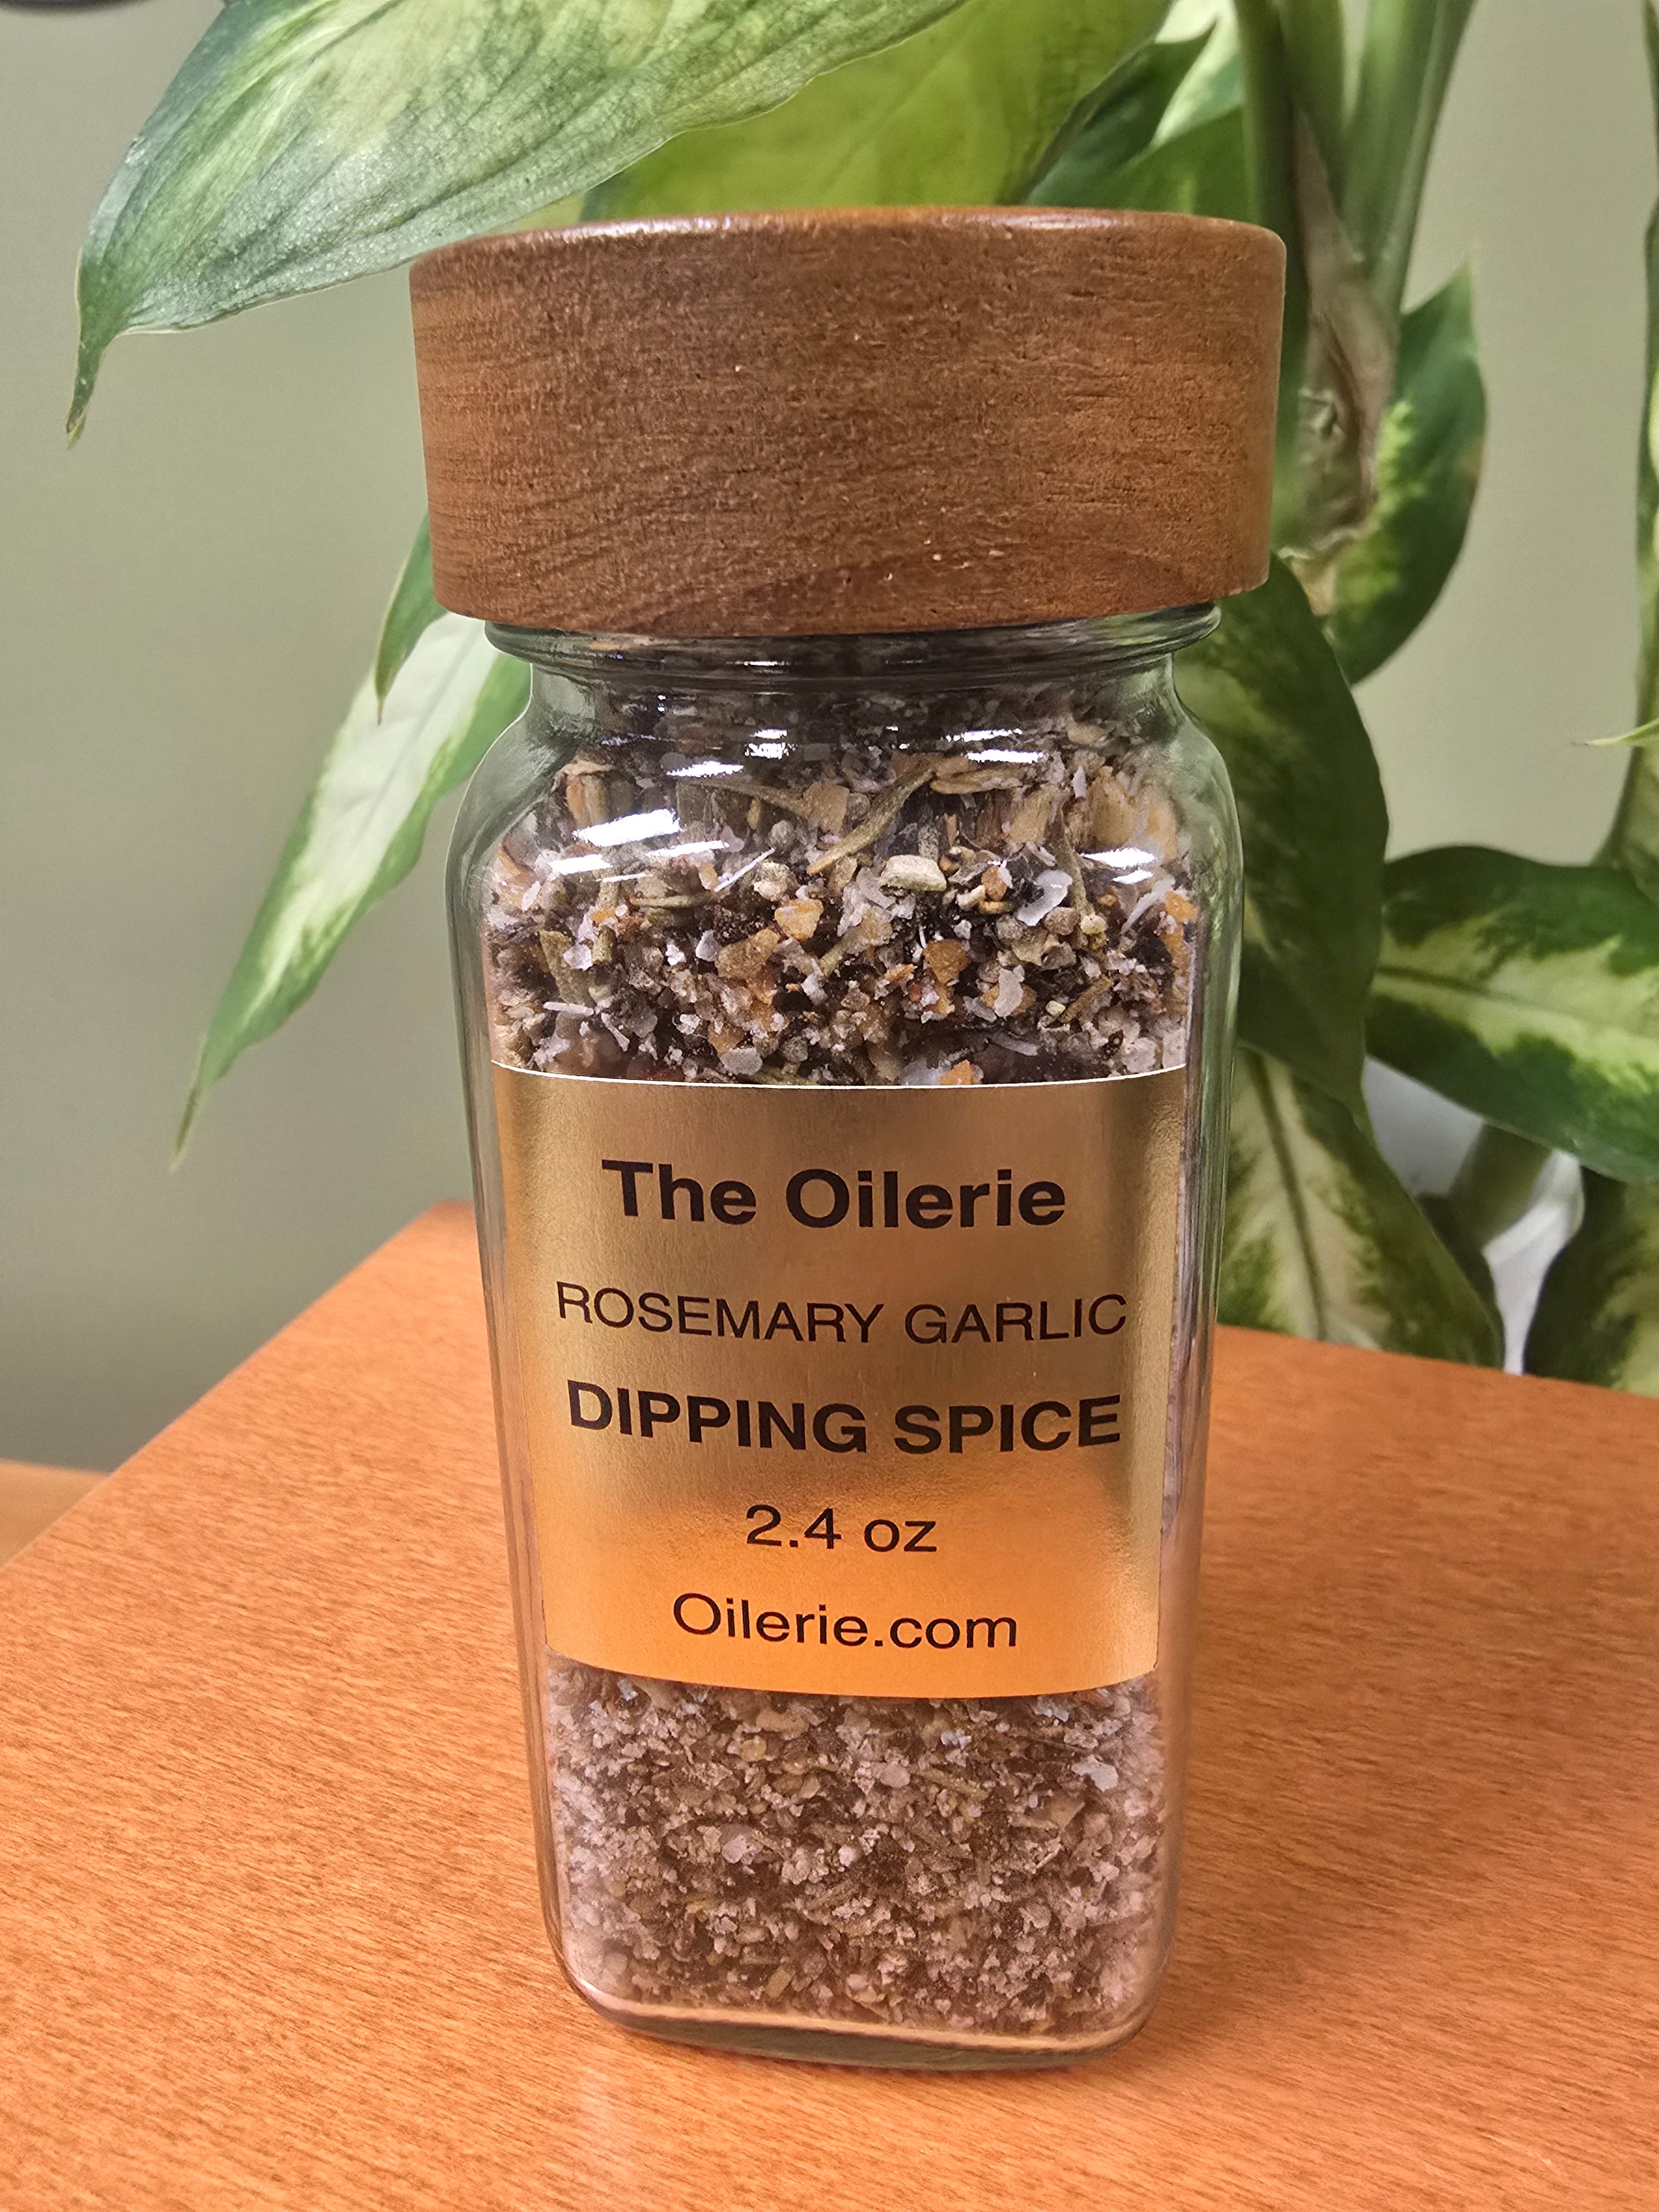 The Oilerie
ROSEMARY GARLIC
DIPPING SPICE
2.4 oz
Oilerie.com